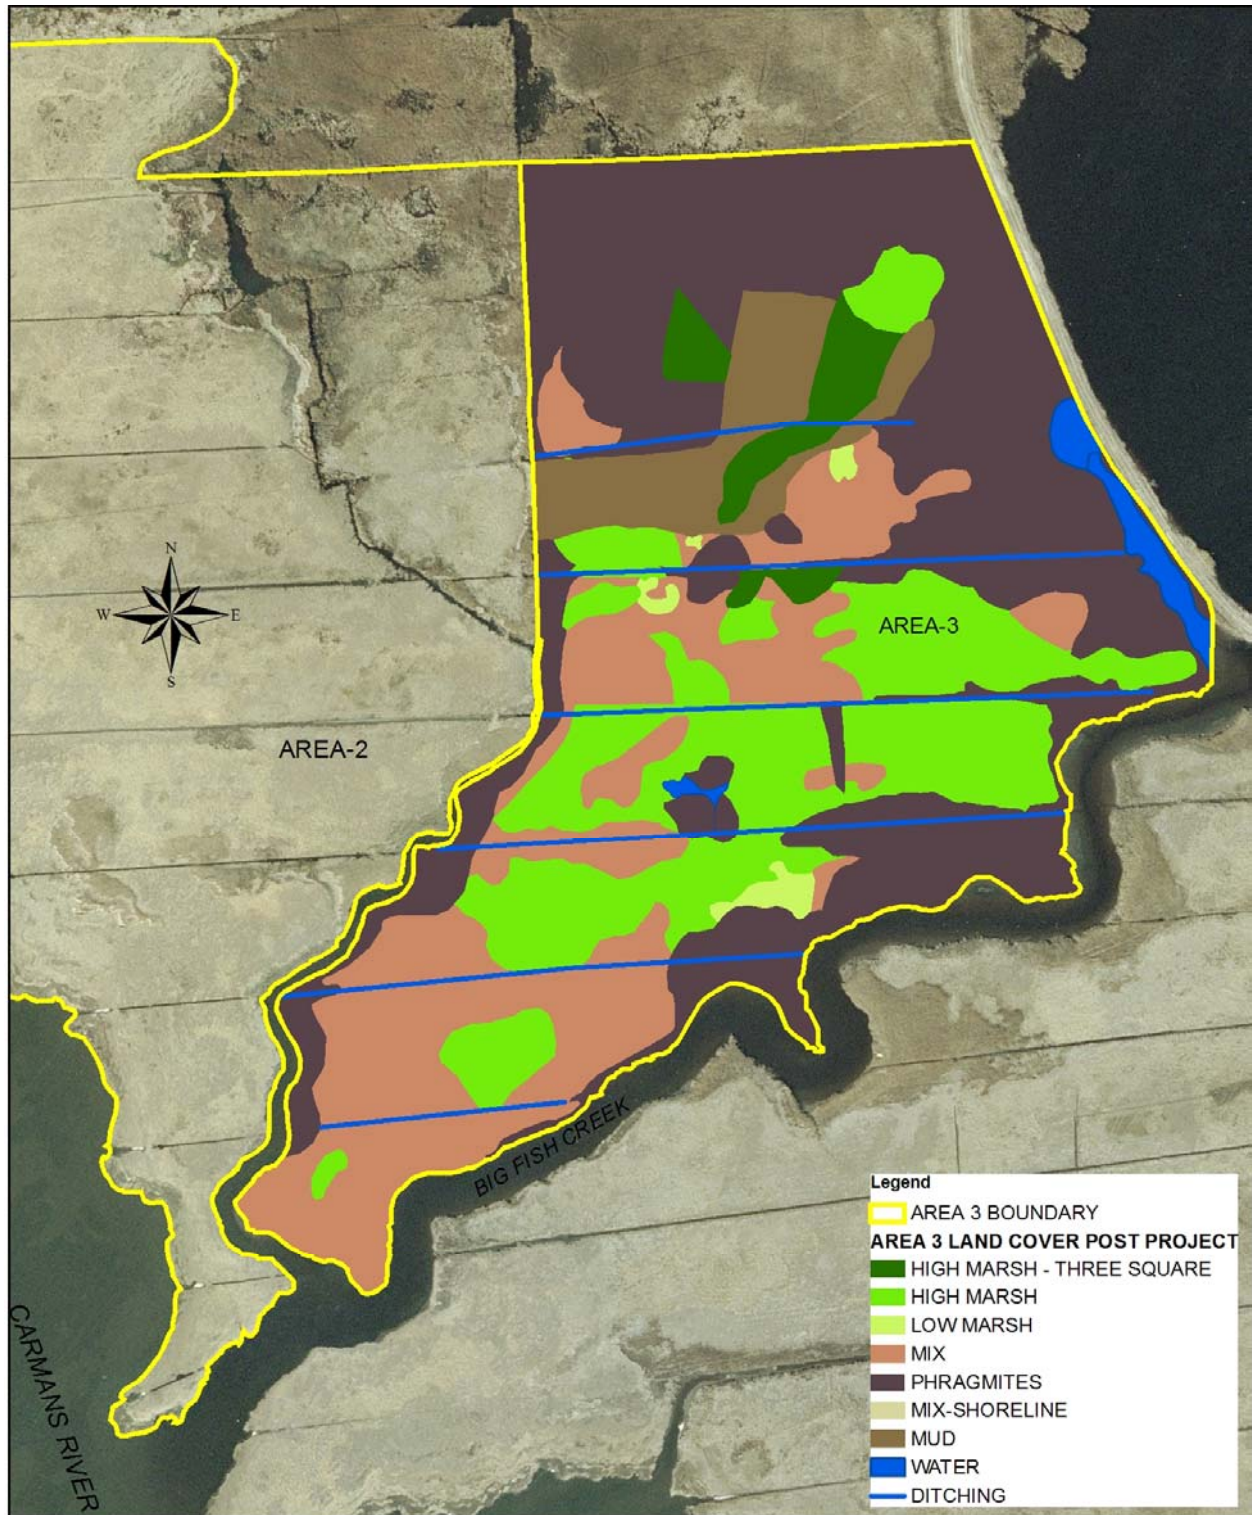 N
W
E
S
AREA-3
AREA-2
BIG FISH CREEK
CARMANS RIVER
Legend
AREA 3 BOUNDARY
AREA 3 LAND COVER POST PROJECT
HIGH MARSH - THREE SQUARE
HIGH MARSH
LOW MARSH
MIX
PHRAGMITES
MIX-SHORELINE
MUD
WATER
DITCHING